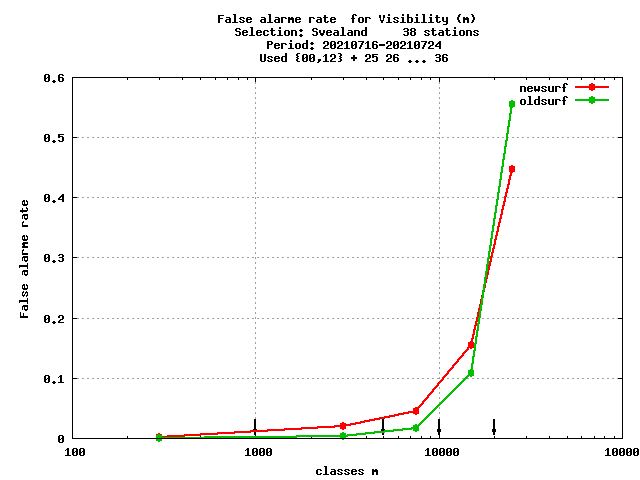 False alarme rate  for Visibility (m)
Selection: Svealand     38 stations
Period: 20210716-20210724
Used {00,12} + 25 26 ... 36
newsurf
oldsurf
False alarme rate
0.6
0.5
0.4
0.3
0.2
0.1
0
100
1000
10000
10000
classes m